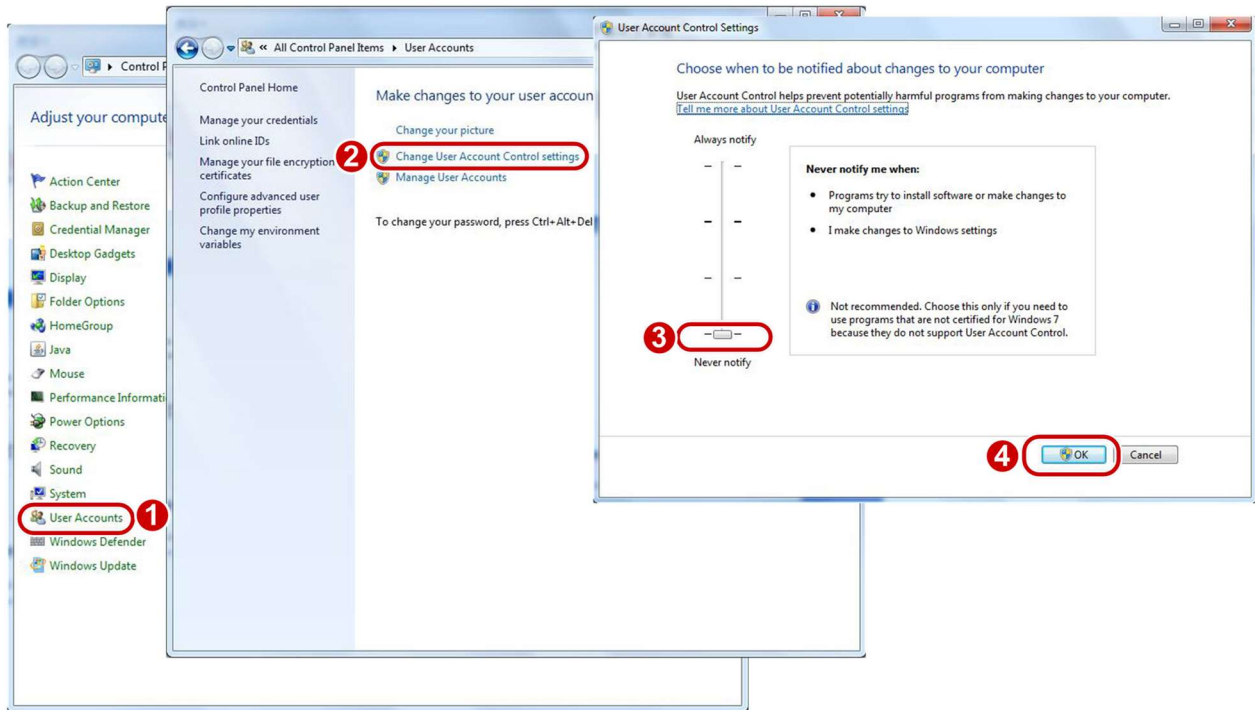 Control P
Adjust your compute
Action Center
Backup and Restore
Credential Manager
Desktop Gadgets
Display
Folder Options
HomeGroup
Java
Mouse
Performance Informati
Power Options
Recovery
Sound
System
User Accounts
1
Windows Defender
Windows Update
« All Control Panel Items ▸ User Accounts
Control Panel Home
Manage your credentials
Link online IDs
Manage your file encryption
certificates
Configure advanced user
profile properties
Change my environment
variables
Make changes to your user accoun
Change your picture
2
Change User Account Control settings
Manage User Accounts
To change your password, press Ctrl+Alt+Del
User Account Control Settings
Choose when to be notified about changes to your computer
User Account Control helps prevent potentially harmful programs from making changes to your computer.
Tell me more about User Account Control settings
Always notify
Never notify me when:
• Programs try to install software or make changes to
my computer
• I make changes to Windows settings
Not recommended. Choose this only if you need to
use programs that are not certified for Windows 7
because they do not support User Account Control.
3
Never notify
4
OK
Cancel